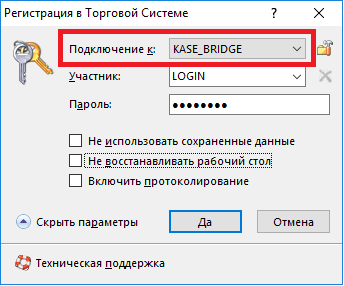 Регистрация в Торговой Системе
Подключение к: KASE_BRIDGE
Участник: LOGIN
Пароль: ●●●●●●●●
Не использовать сохраненные данные
Не восстанавливать рабочий стол
Включить протоколирование
Скрыть параметры Да Отмена
Техническая поддержка